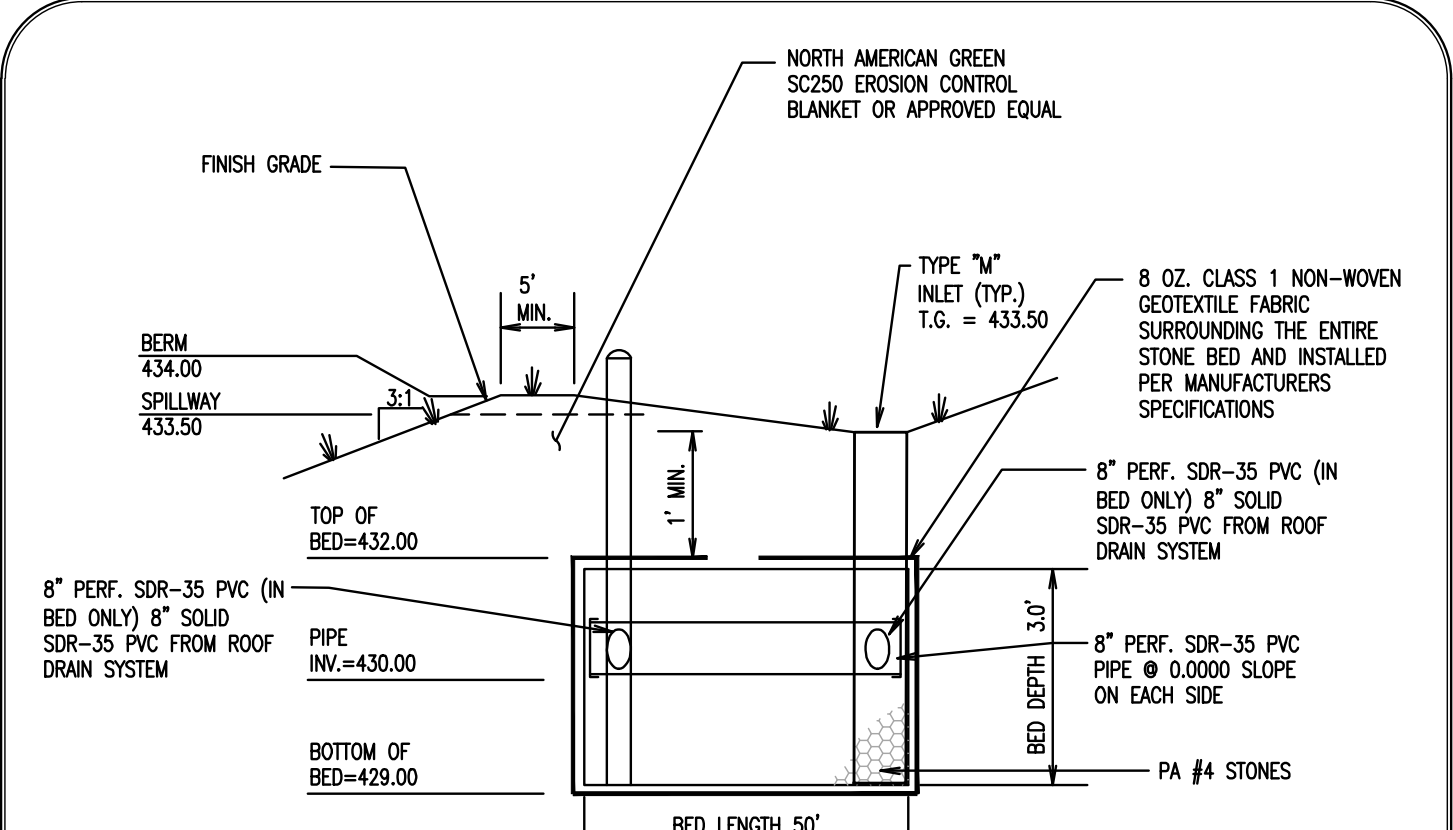 NORTH AMERICAN GREEN
SC250 EROSION CONTROL
BLANKET OR APPROVED EQUAL
FINISH GRADE
5'
MIN.
TYPE "M"
INLET (TYP.)
T.G. = 433.50
8 OZ. CLASS 1 NON-WOVEN
GEOTEXTILE FABRIC
SURROUNDING THE ENTIRE
STONE BED AND INSTALLED
PER MANUFACTURERS
SPECIFICATIONS
BERM
434.00
SPILLWAY
433.50
3:1
1' MIN.
8" PERF. SDR-35 PVC (IN
BED ONLY) 8" SOLID
SDR-35 PVC FROM ROOF
DRAIN SYSTEM
TOP OF
BED=432.00
8" PERF. SDR-35 PVC (IN
BED ONLY) 8" SOLID
SDR-35 PVC FROM ROOF
DRAIN SYSTEM
PIPE
INV.=430.00
BED DEPTH 3.0'
8" PERF. SDR-35 PVC
PIPE @ 0.0000 SLOPE
ON EACH SIDE
BOTTOM OF
BED=429.00
PA #4 STONES
BED LENGTH 50'